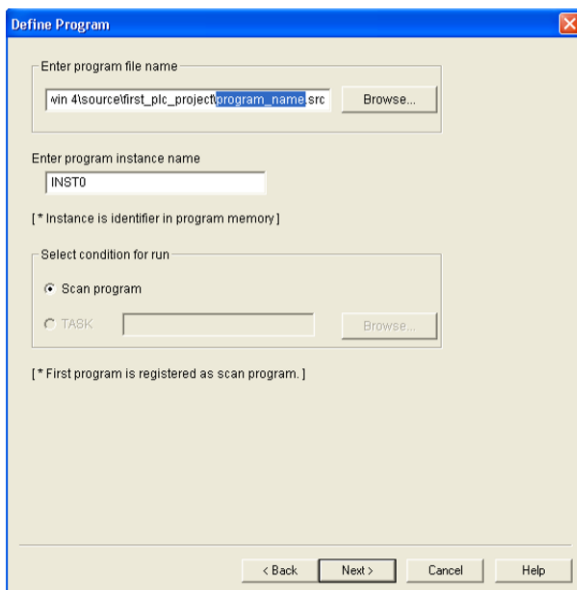 Define Program
Enter program file name
win 4\source\first_plc_project\program_name.src
Browse...
Enter program instance name
INST0
[ * Instance is identifier in program memory ]
Select condition for run
Scan program
TASK
Browse...
[ * First program is registered as scan program. ]
< Back
Next >
Cancel
Help